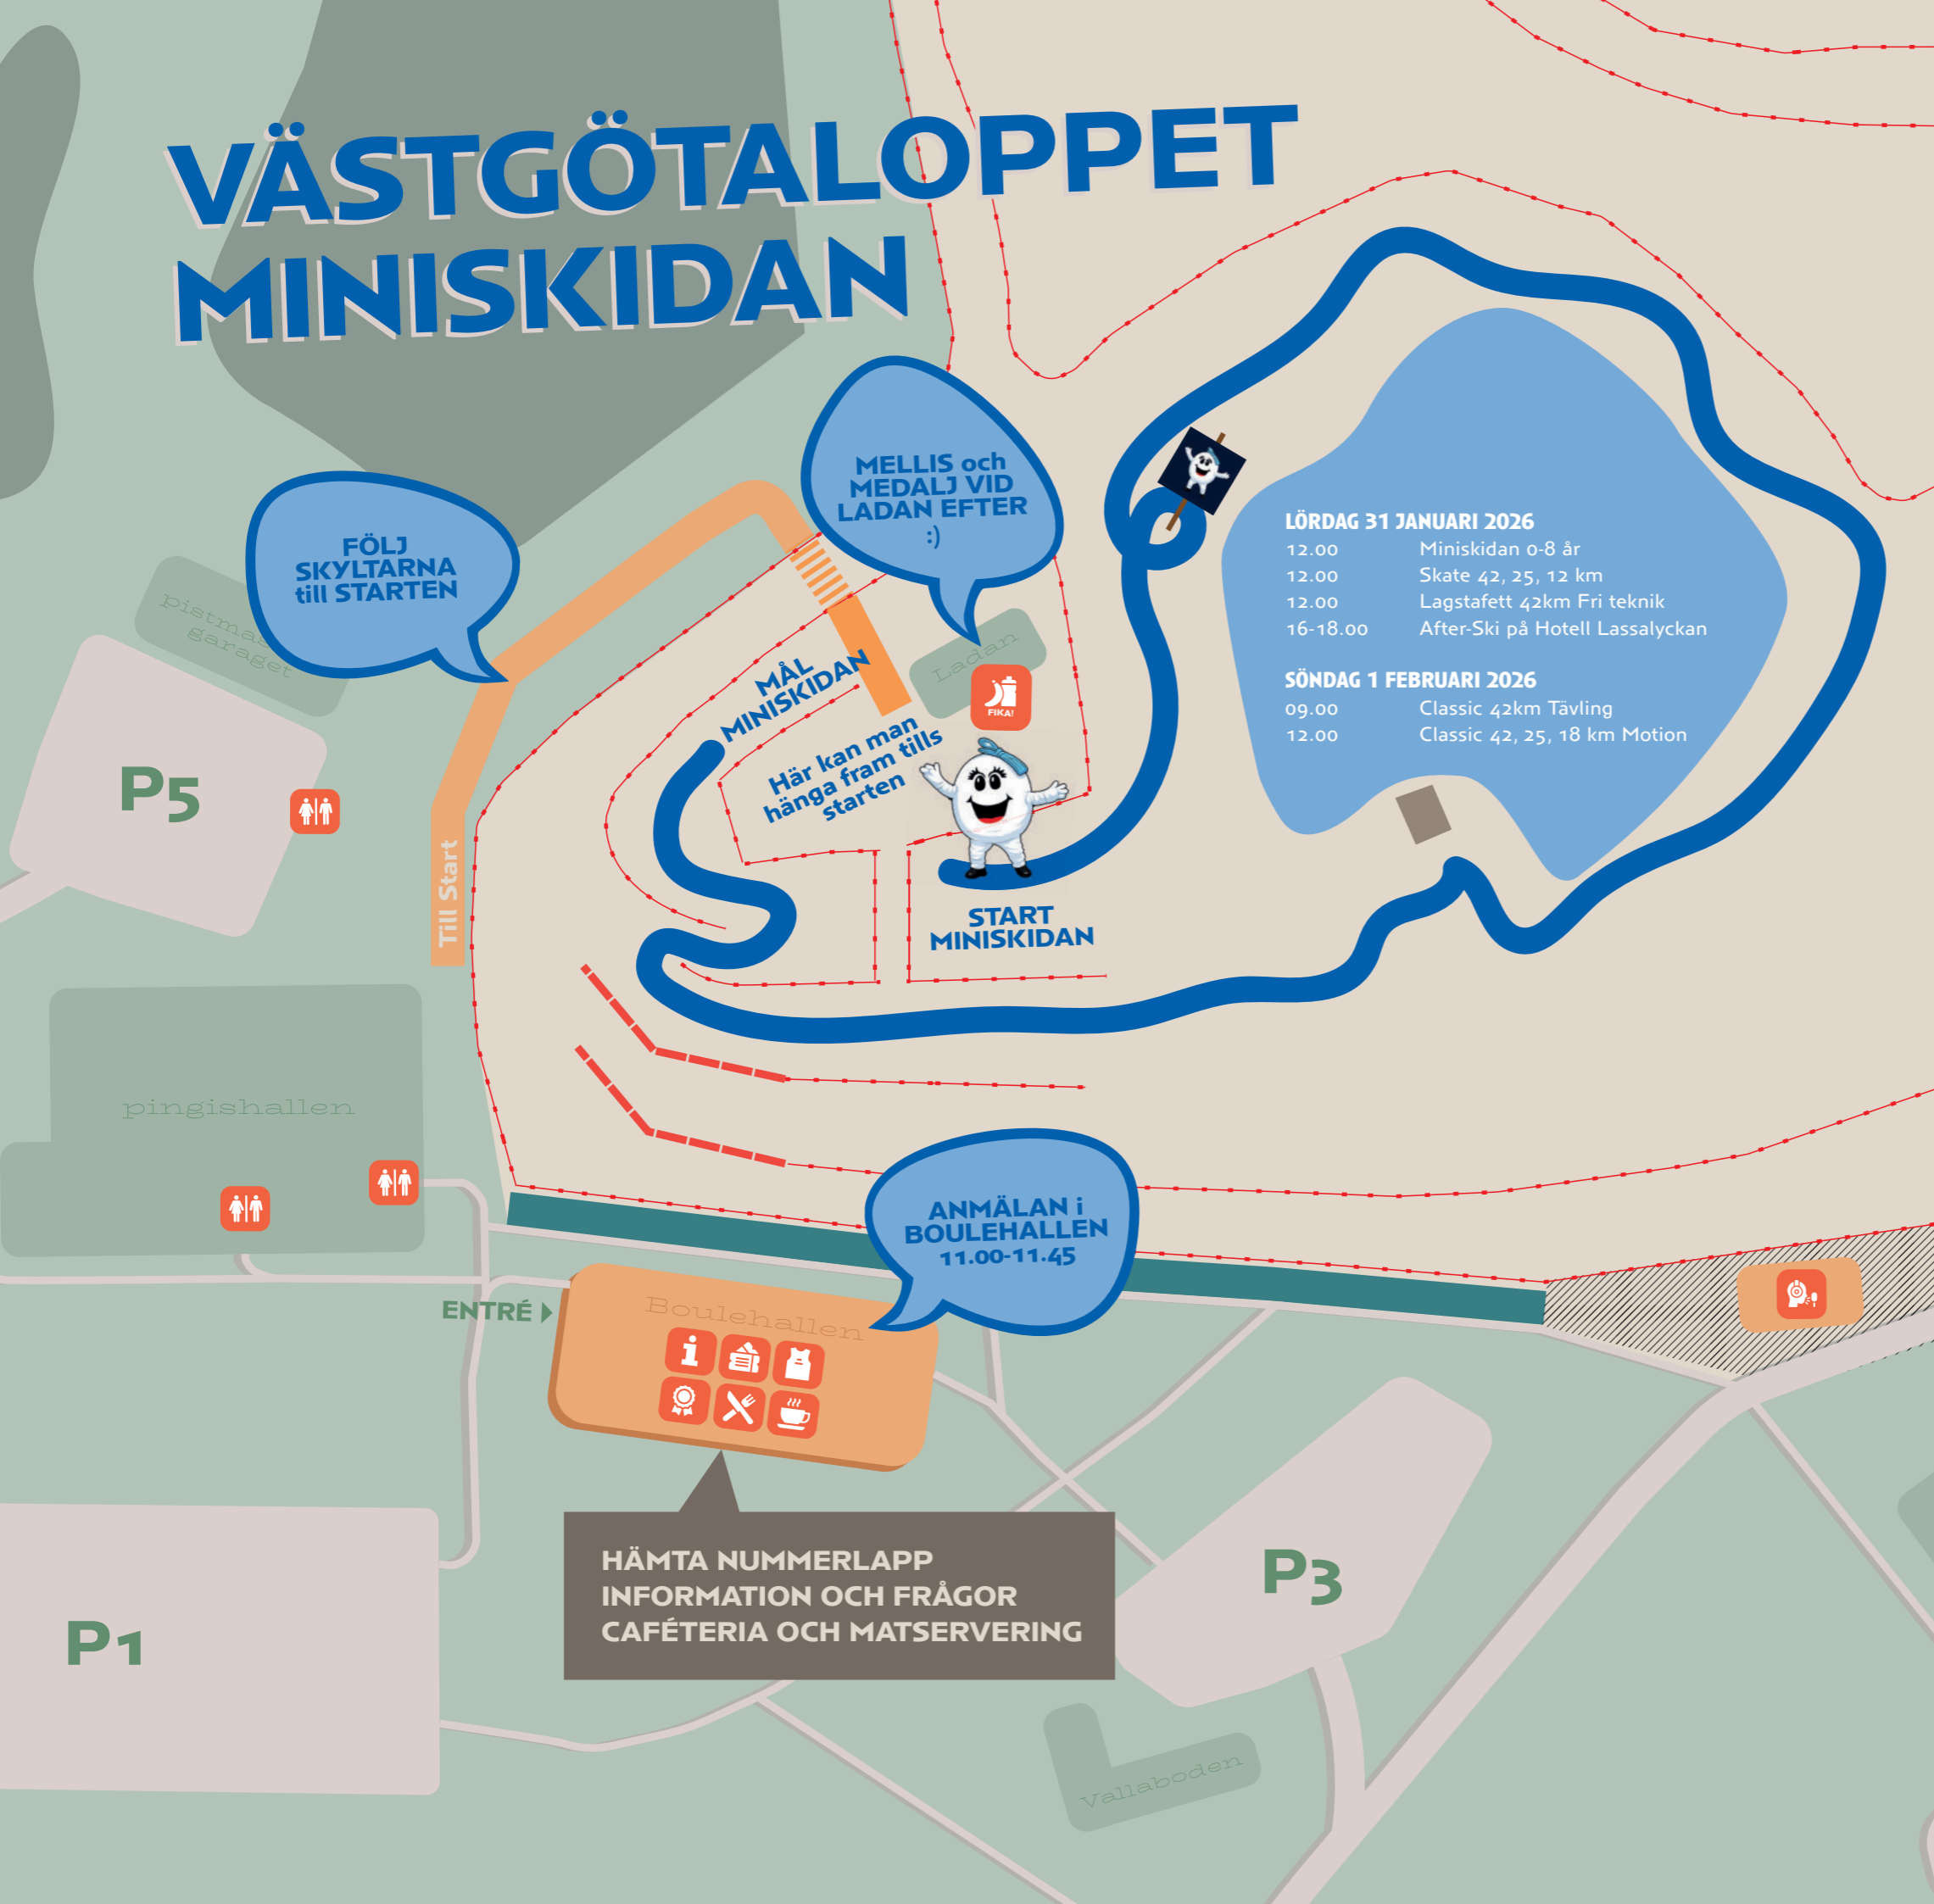 VÄSTGÖTALOPPET
MINISKIDAN
MELLIS och
MEDALJ VID
LADAN EFTER
:)
FÖLJ
SKYLTARNA
till STARTEN
LÖRDAG 31 JANUARI 2026
12.00 Miniskidan 0-8 år
12.00 Skate 42, 25, 12 km
12.00 Lagstafett 42km Fri teknik
16-18.00 After-Ski på Hotell Lassalyckan
SÖNDAG 1 FEBRUARI 2026
09.00 Classic 42km Tävling
12.00 Classic 42, 25, 18 km Motion
garaget
Ladan
FIKA!
MÅL
MINISKIDAN
Här kan man
hänga fram tills
starten
P5
Till Start
START
MINISKIDAN
pingishallen
ANMÄLAN i
BOULEHALLEN
11.00-11.45
ENTRÉ
Boulehallen
HÄMTA NUMMERLAPP
INFORMATION OCH FRÅGOR
CAFÉTERIA OCH MATSERVERING
P3
P1
Vallaboden